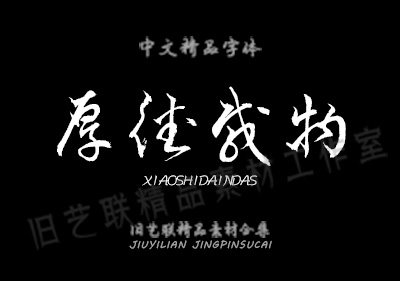 中文精品字体
厚德载物
XIAOSHIDAINDAS
旧艺联精品素材工作室
旧艺联精品素材合集
JIUYILIAN JINGPINSUCAI